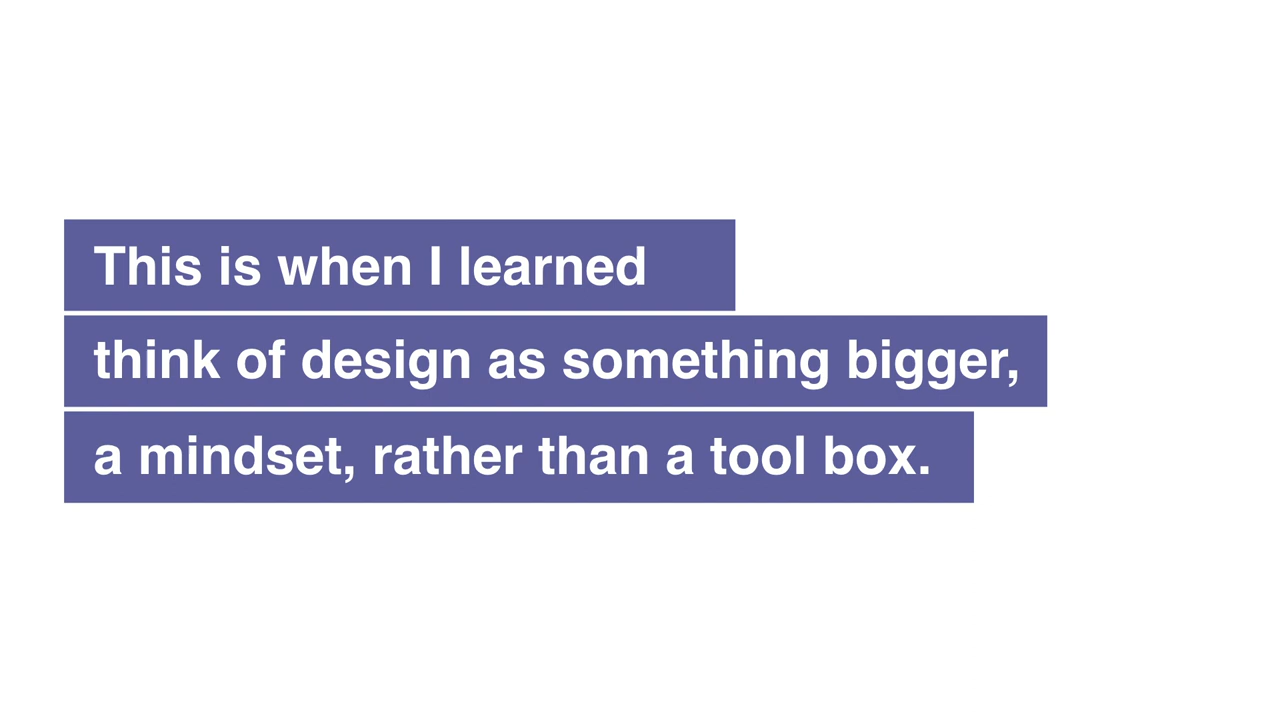 This is when I learned
think of design as something bigger,
a mindset, rather than a tool box.